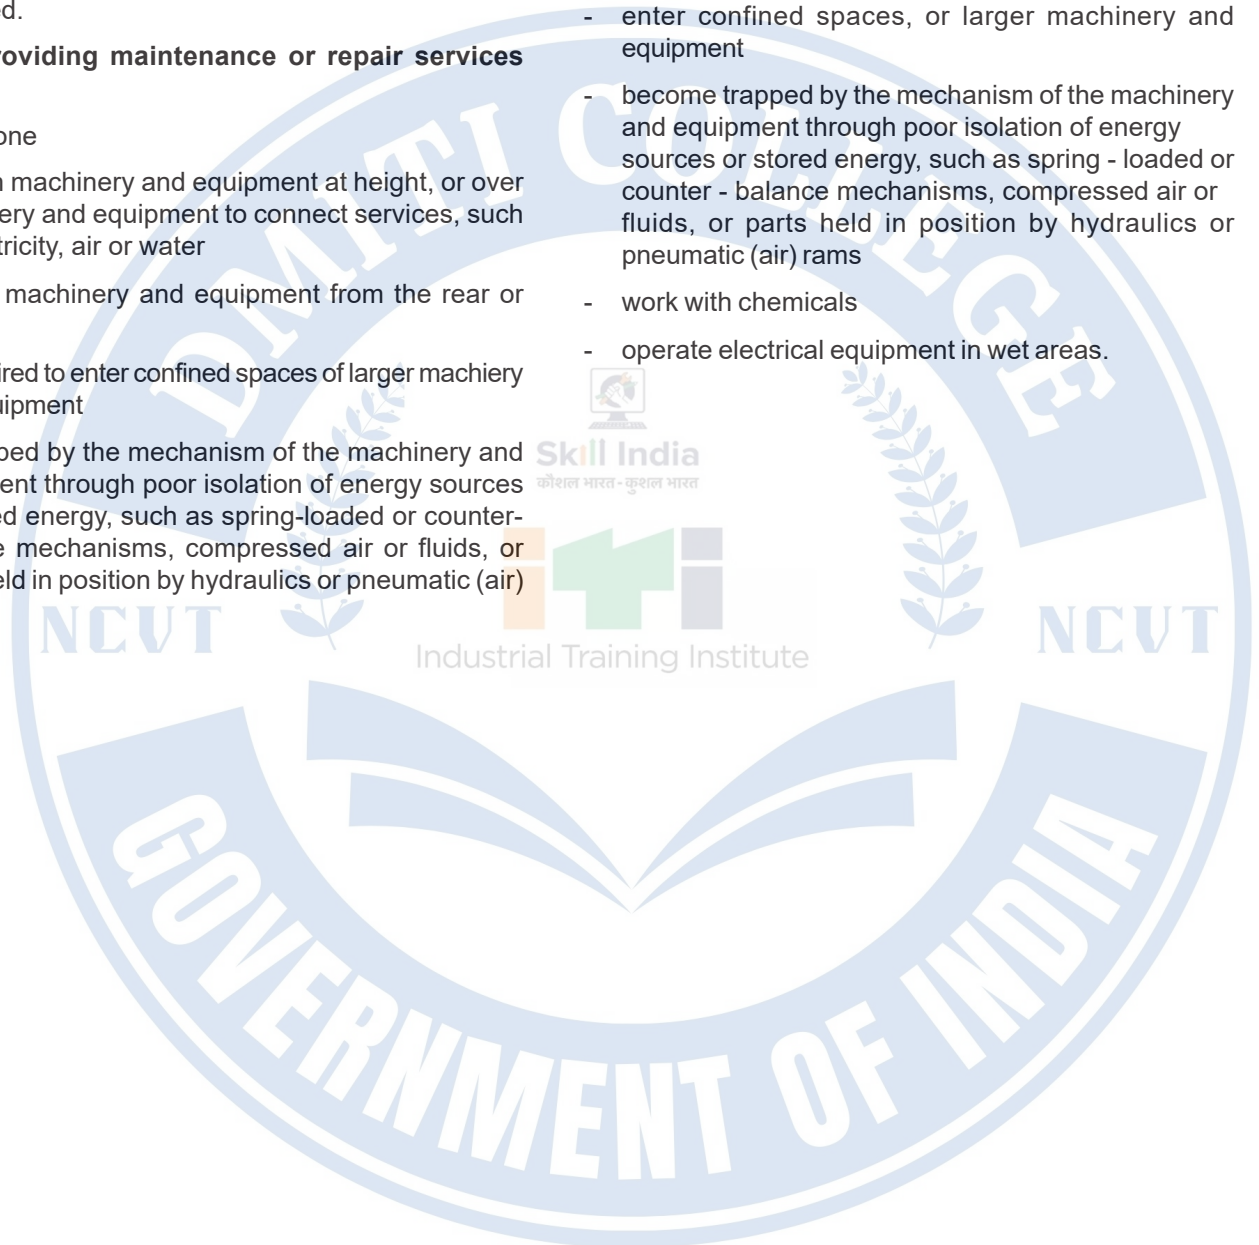 ed.
roviding maintenance or repair services
one
n machinery and equipment at height, or over
ery and equipment to connect services, such
tricity, air or water
machinery and equipment from the rear or
ired to enter confined spaces of larger machiery
uipment
ped by the mechanism of the machinery and
ent through poor isolation of energy sources
ed energy, such as spring-loaded or counter-
e mechanisms, compressed air or fluids, or
eld in position by hydraulics or pneumatic (air)
- enter confined spaces, or larger machinery and
equipment
- become trapped by the mechanism of the machinery
and equipment through poor isolation of energy
sources or stored energy, such as spring - loaded or
counter - balance mechanisms, compressed air or
fluids, or parts held in position by hydraulics or
pneumatic (air) rams
- work with chemicals
- operate electrical equipment in wet areas.
DMITI COLLEGE
Skill India
कौशल भारत-कुशल भारत
iti
Industrial Training Institute
NCVT
NCVT
GOVERNMENT OF INDIA